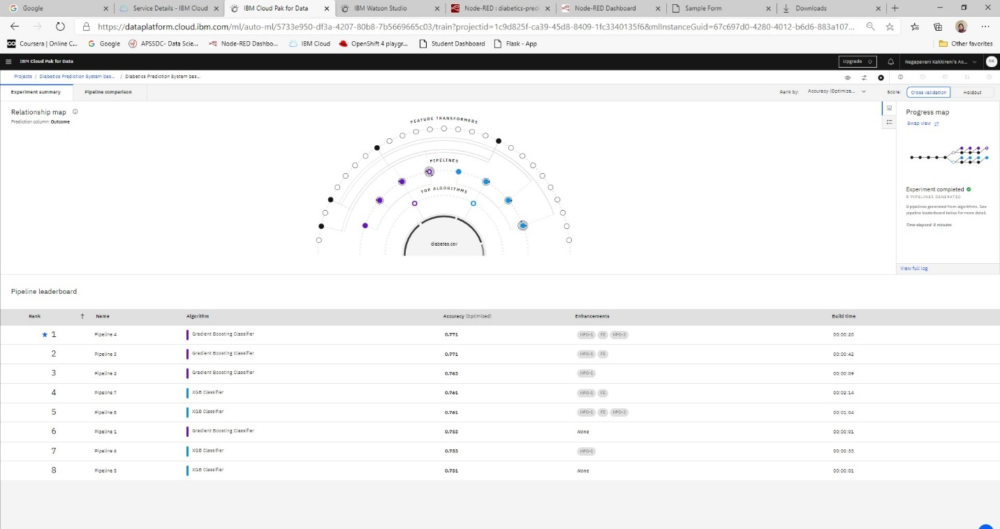 Google
Service Details - IBM Cloud
IBM Cloud Pak for Data
IBM Watson Studio
Node-RED : diabetics-predi
Node-RED Dashboard
Sample Form
Downloads
https://dataplatform.cloud.ibm.com/ml/auto-ml/5733e950-df3a-4207-80b8-7b5669665c03/train?projectid=1c9d825f-ca39-45d8-8409-1fc3340135f6&mlInstanceGuid=67c697d0-4280-4012-b6d6-883a107...
Coursera | Online C...
Google
APSSDC- Data Scie...
Node-RED Dashbo...
IBM Cloud
OpenShift 4 playgr...
Student Dashboard
Flask - App
Other favorites
IBM Cloud Pak for Data
Upgrade
Nagapavani Kakkireni's Ac...
NK
Projects / Diabetics Prediction System bas... / Diabetics Prediction System bas...
Experiment summary
Pipeline comparison
Rank by: Accuracy (Optimize...
Score: Cross validation Holdout
Relationship map
Prediction column: Outcome
FEATURE TRANSFORMERS
PIPELINES
TOP ALGORITHMS
diabetes.csv
Progress map
Swap view
Experiment completed
8 PIPELINES GENERATED
8 pipelines generated from algorithms. See
pipeline leaderboard below for more detail.
Time elapsed: 8 minutes
View full log
Pipeline leaderboard
Rank Name Algorithm Accuracy (Optimized) Enhancements Build time
1 Pipeline 4 Gradient Boosting Classifier 0.771 HPO-1 FE HPO-2 00:00:20
2 Pipeline 3 Gradient Boosting Classifier 0.771 HPO-1 FE 00:00:42
3 Pipeline 2 Gradient Boosting Classifier 0.765 HPO-1 00:00:09
4 Pipeline 7 XGB Classifier 0.761 HPO-1 FE 00:02:14
5 Pipeline 8 XGB Classifier 0.761 HPO-1 FE HPO-2 00:01:04
6 Pipeline 1 Gradient Boosting Classifier 0.753 None 00:00:01
7 Pipeline 6 XGB Classifier 0.753 HPO-1 00:00:33
8 Pipeline 5 XGB Classifier 0.751 None 00:00:01